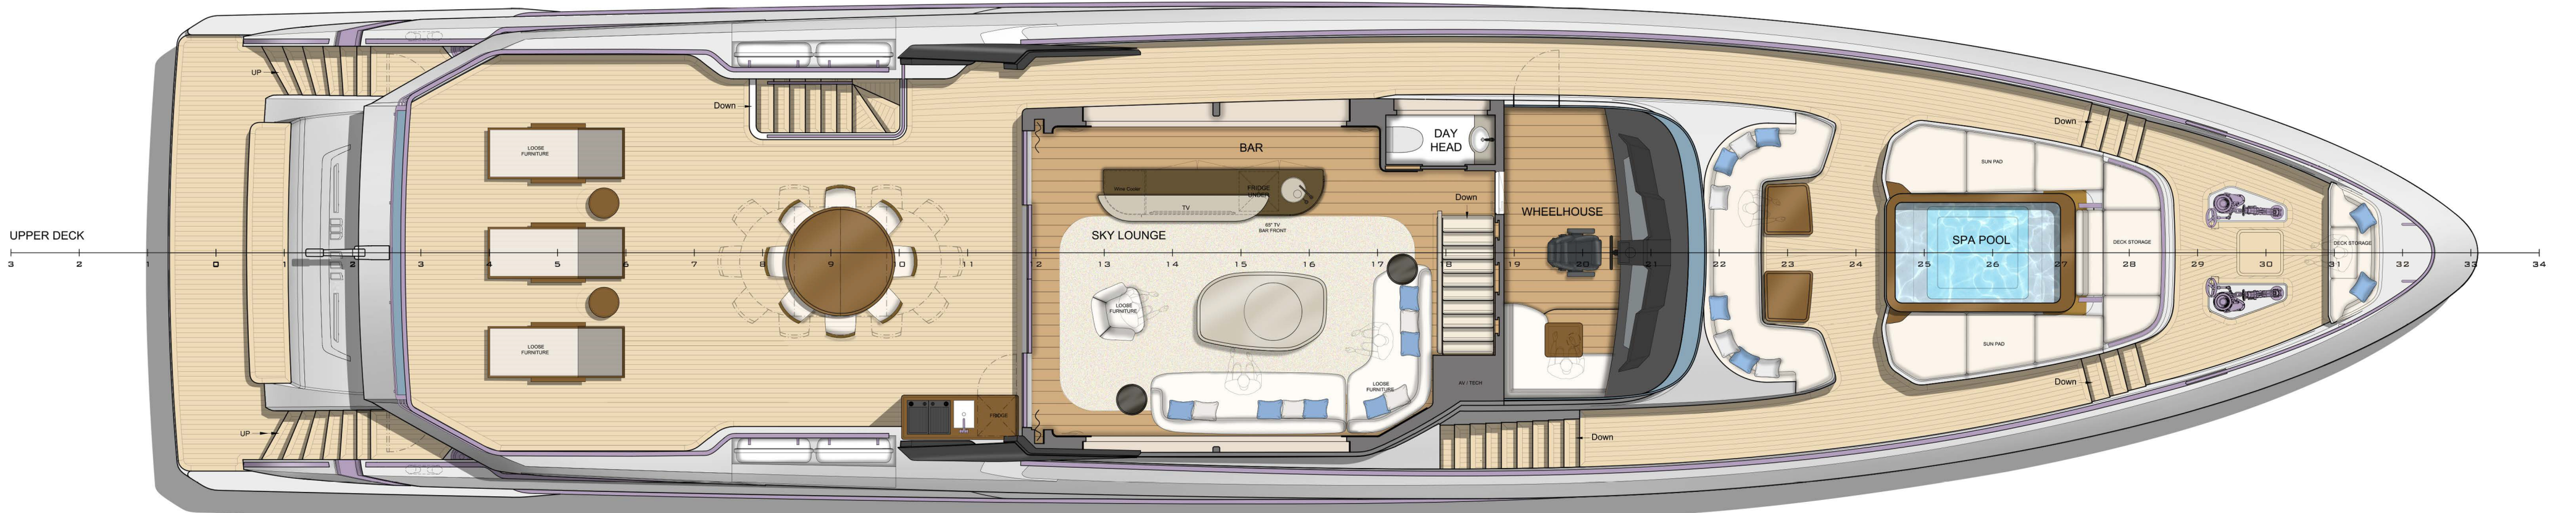 UP
Down
Down
LOOSE
FURNITURE
BAR
DAY
HEAD
SUN PAD
Wine Cooler
FRIDGE
UNDER
TV
65" TV
BAR FRONT
Down
WHEELHOUSE
UPPER DECK
SKY LOUNGE
SPA POOL
DECK STORAGE
DECK STORAGE
3 2 1 0 1 2 3 4 5 6 7 8 9 10 11 12 13 14 15 16 17 18 19 20 21 22 23 24 25 26 27 28 29 30 31 32 33 34
LOOSE
FURNITURE
LOOSE
FURNITURE
SUN PAD
AV / TECH
Down
LOOSE
FURNITURE
FRIDGE
UP
Down